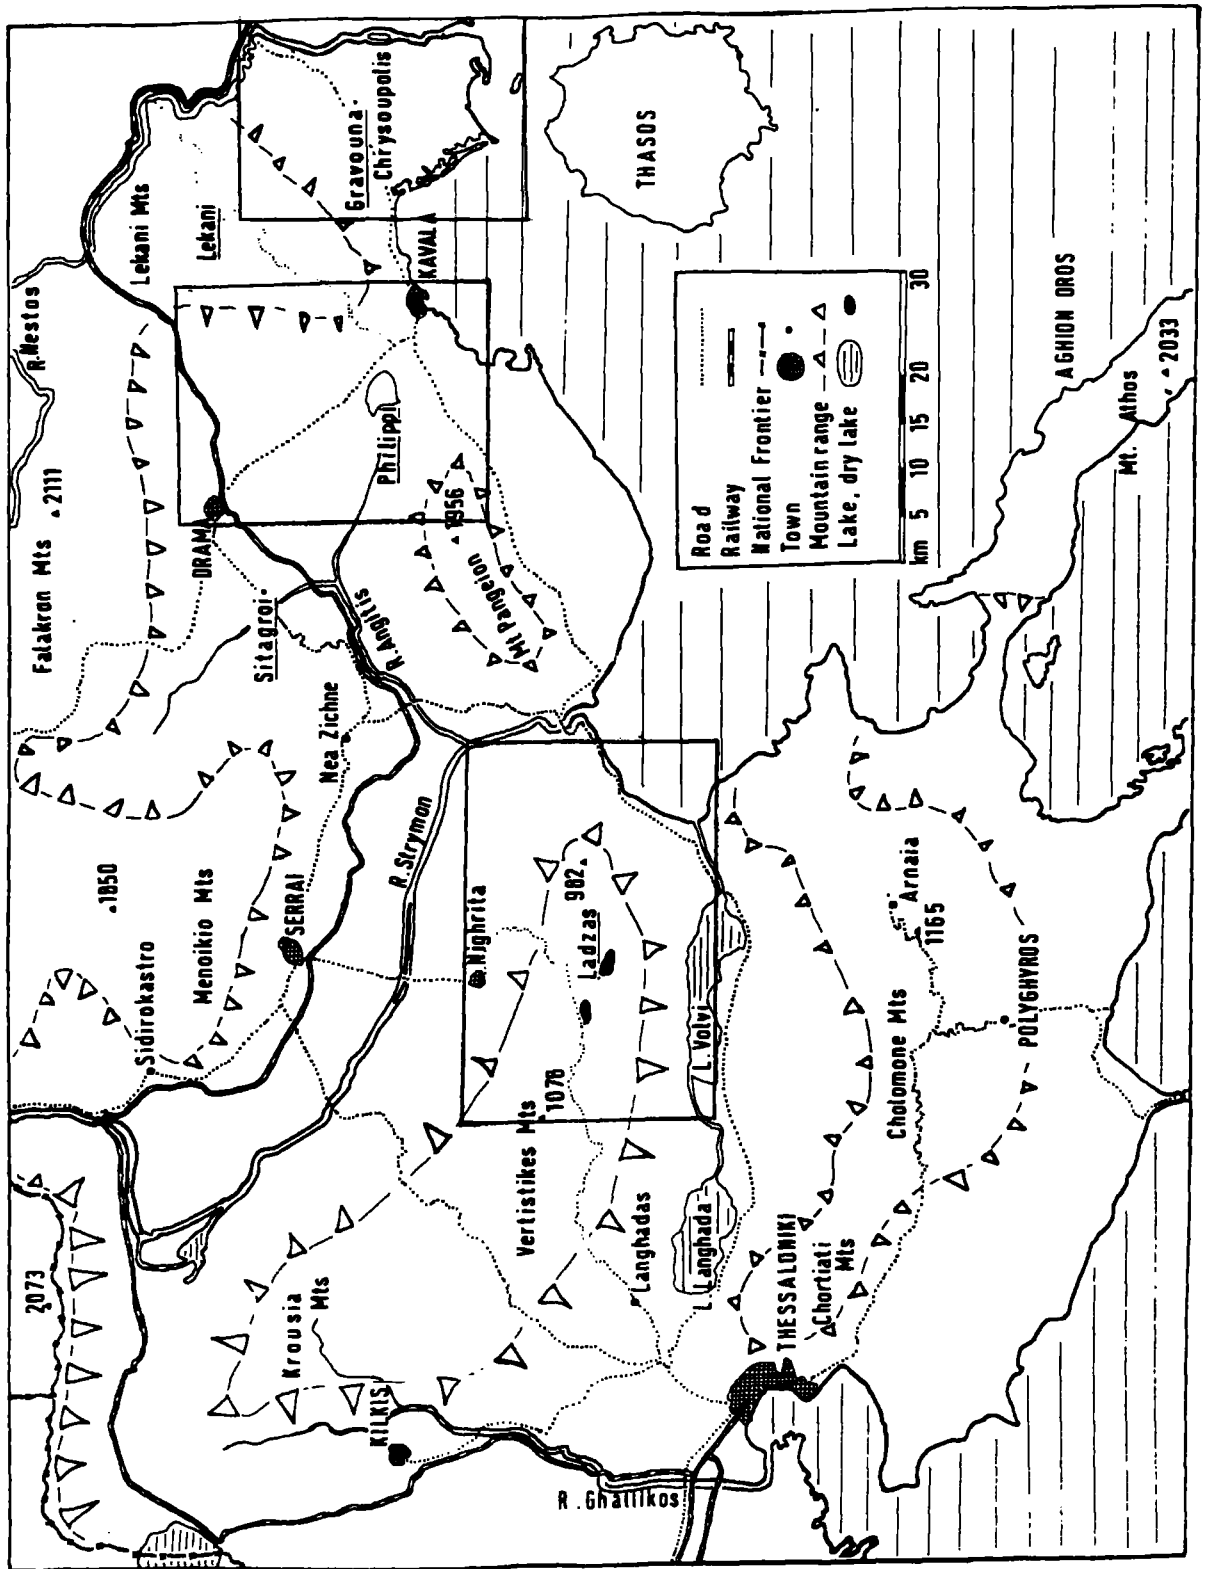 2073
Krousia
Mts
KILKIS
R. Ghallikos
Sidirokastro
1850
Menoikio Mts
SERRAI
Nea Zichne
R. Strymon
Nighrita
982
Ladzas
Vertistikes Mts
1078
Langhadas
L. Langhada
L. Volvi
THESSALONIKI
Chortiati
Mts
Cholomone Mts
Arnaia
1165
POLYGHYROS
Falakron Mts
2111
R. Nestos
DRAMA
Sitagroi
R. Angitis
Mt Pangeion
1956
Philippi
Lekani Mts
Lekani
Gravouna
Chrysoupolis
KAVALA
THASOS
AGHION OROS
Mt. Athos
2033
Road
Railway
National Frontier
Town
Mountain range
Lake, dry lake
km 5 10 15 20 30